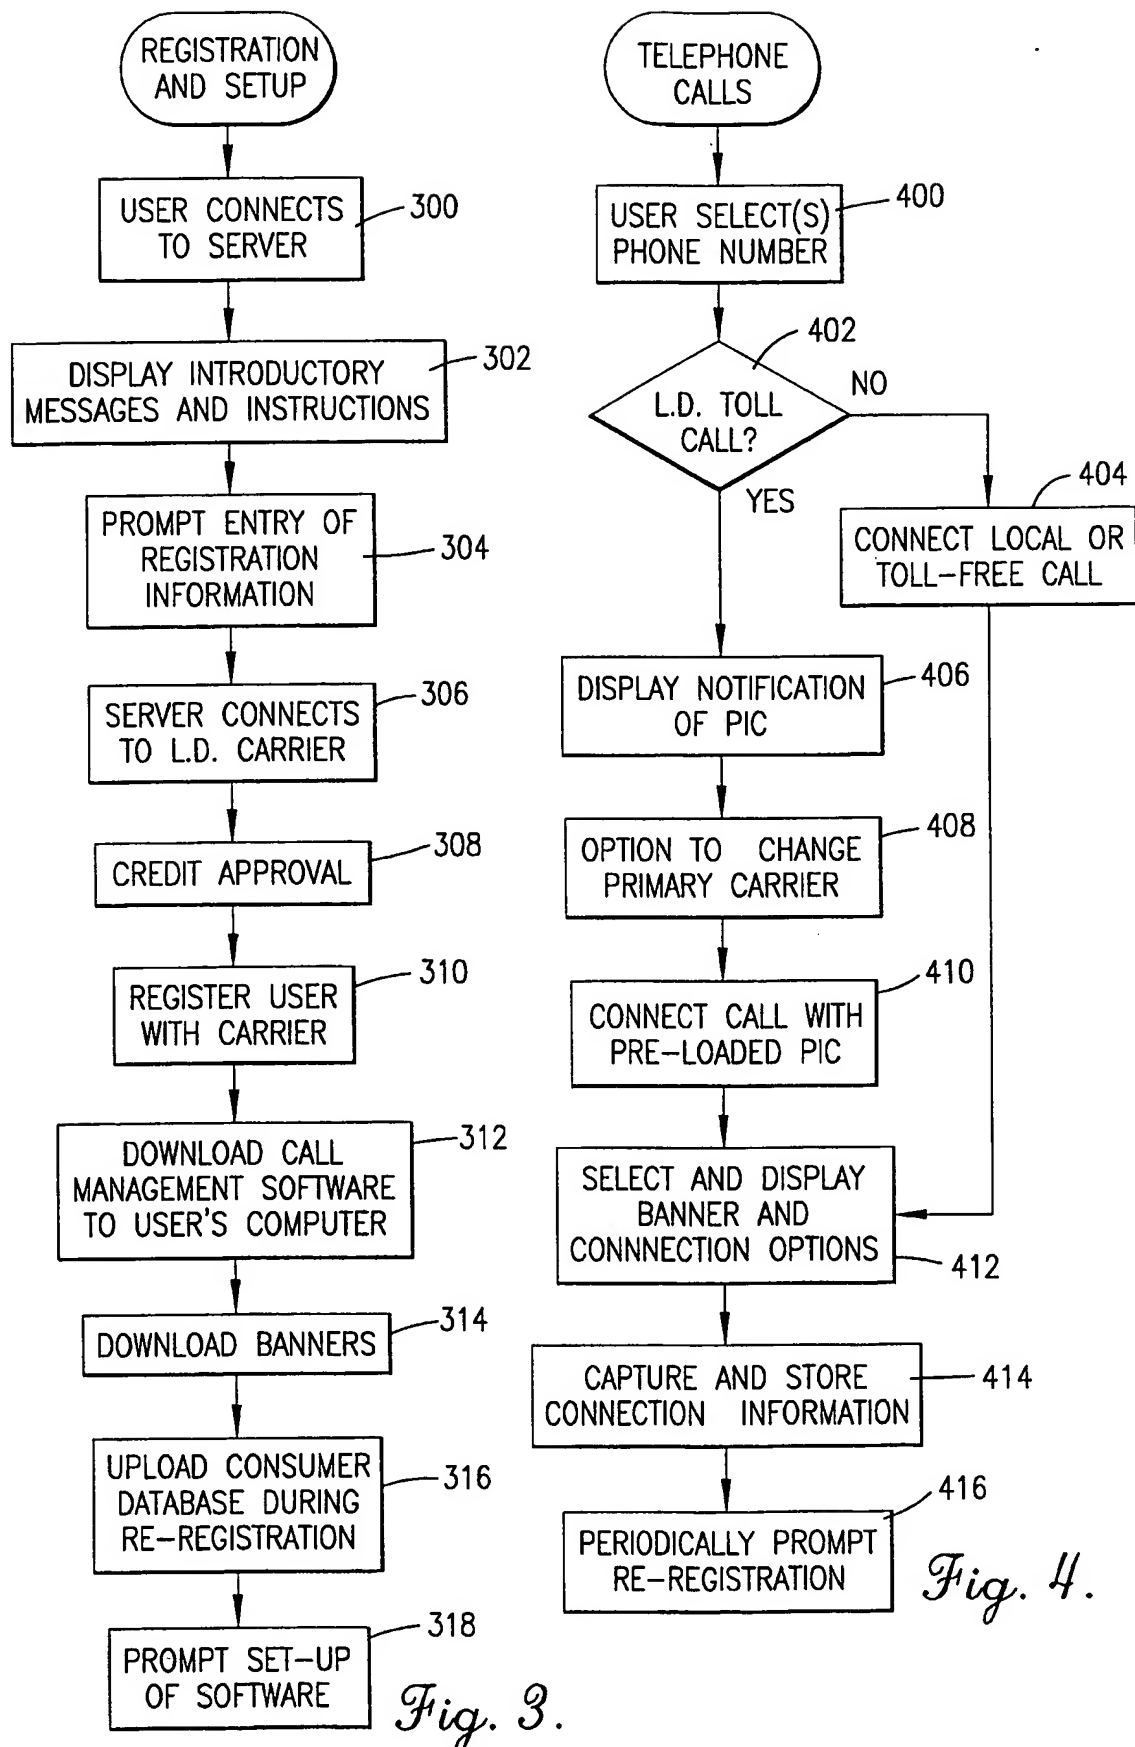 REGISTRATION
AND SETUP
USER CONNECTS
TO SERVER
300
DISPLAY INTRODUCTORY
MESSAGES AND INSTRUCTIONS
302
PROMPT ENTRY OF
REGISTRATION
INFORMATION
304
SERVER CONNECTS
TO L.D. CARRIER
306
CREDIT APPROVAL
308
REGISTER USER
WITH CARRIER
310
DOWNLOAD CALL
MANAGEMENT SOFTWARE
TO USER'S COMPUTER
312
DOWNLOAD BANNERS
314
UPLOAD CONSUMER
DATABASE DURING
RE-REGISTRATION
316
PROMPT SET-UP
OF SOFTWARE
318
Fig. 3.
TELEPHONE
CALLS
USER SELECT(S)
PHONE NUMBER
400
L.D. TOLL
CALL?
402
NO
YES
CONNECT LOCAL OR
TOLL-FREE CALL
404
DISPLAY NOTIFICATION
OF PIC
406
OPTION TO CHANGE
PRIMARY CARRIER
408
CONNECT CALL WITH
PRE-LOADED PIC
410
SELECT AND DISPLAY
BANNER AND
CONNNECTION OPTIONS
412
CAPTURE AND STORE
CONNECTION INFORMATION
414
PERIODICALLY PROMPT
RE-REGISTRATION
416
Fig. 4.